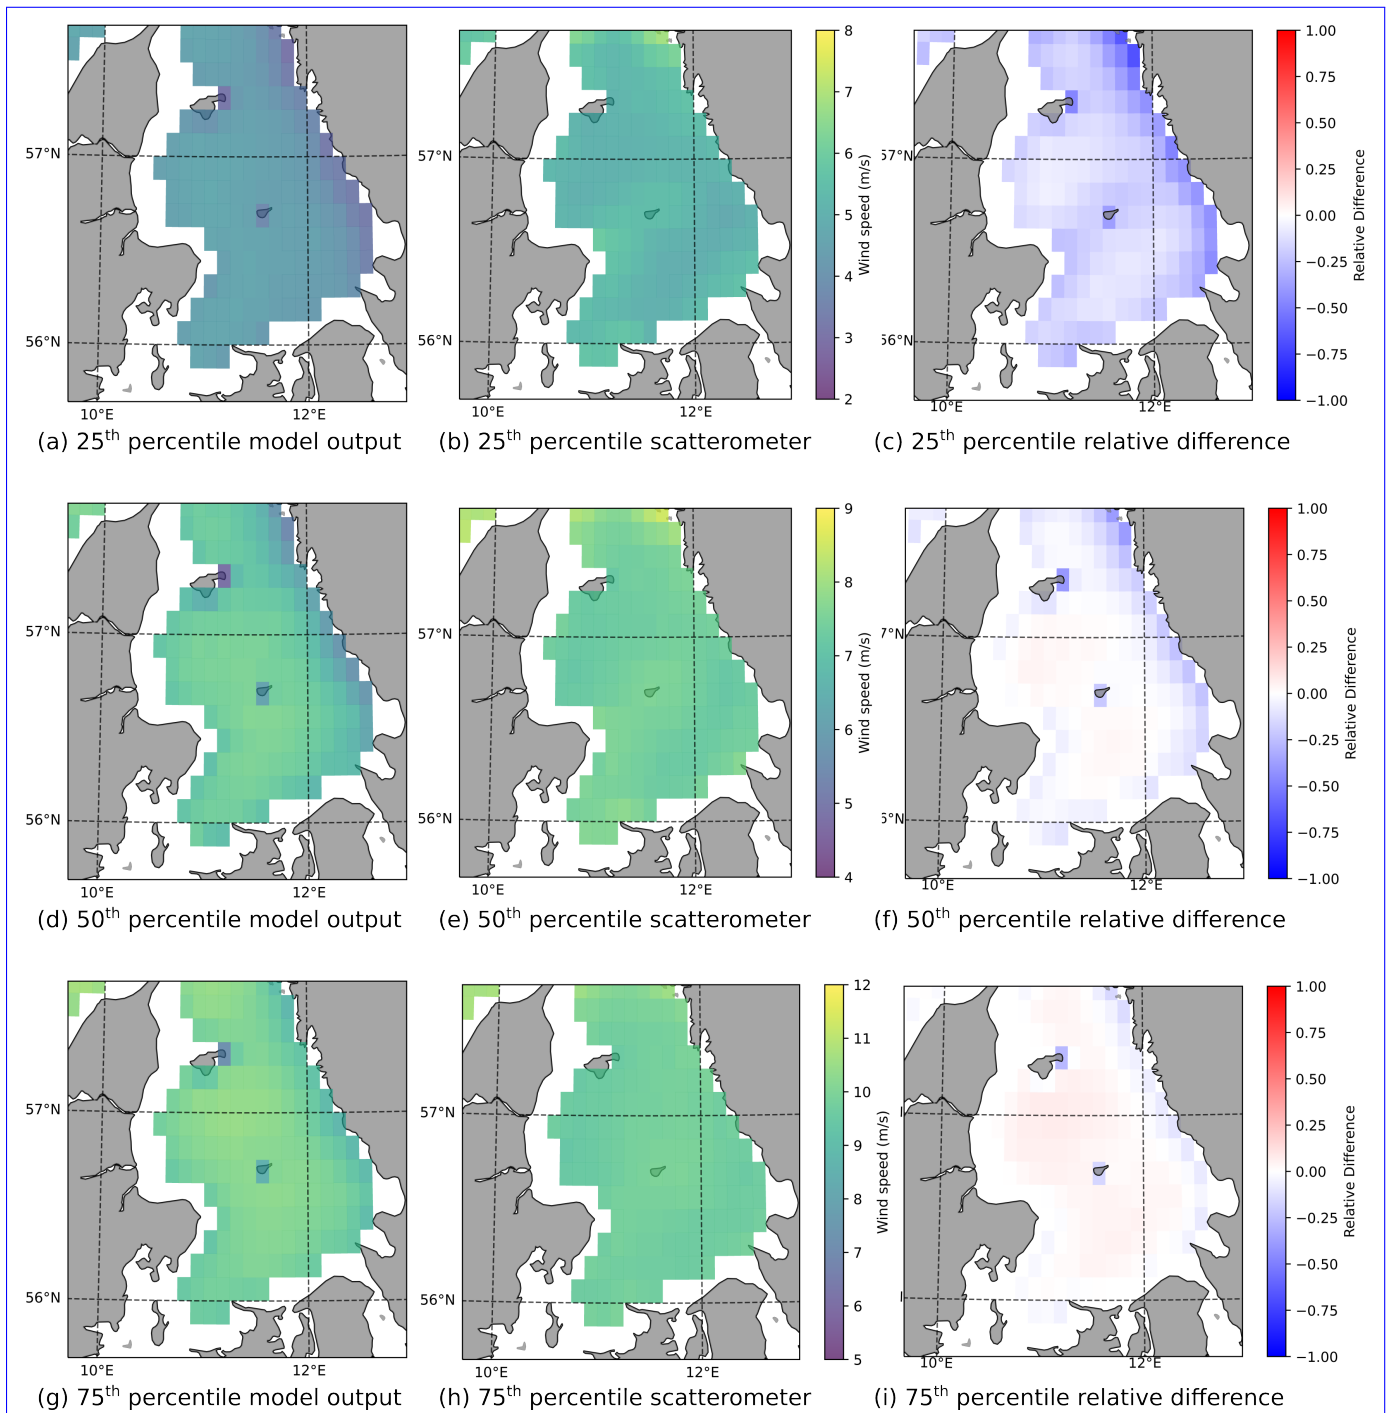 57°N
56°N
10°E
12°E
(a) 25th percentile model output
57°N
56°N
10°E
12°E
8
7
6
5
4
3
2
Wind speed (m/s)
(b) 25th percentile scatterometer
57°N
56°N
10°E
12°E
1.00
0.75
0.50
0.25
0.00
−0.25
−0.50
−0.75
−1.00
Relative Difference
(c) 25th percentile relative difference
57°N
56°N
10°E
12°E
(d) 50th percentile model output
57°N
56°N
10°E
12°E
9
8
7
6
5
4
Wind speed (m/s)
(e) 50th percentile scatterometer
7°N
5°N
10°E
12°E
1.00
0.75
0.50
0.25
0.00
−0.25
−0.50
−0.75
−1.00
Relative Difference
(f) 50th percentile relative difference
57°N
56°N
10°E
12°E
(g) 75th percentile model output
57°N
56°N
10°E
12°E
12
11
10
9
8
7
6
5
Wind speed (m/s)
(h) 75th percentile scatterometer
10°E
12°E
1.00
0.75
0.50
0.25
0.00
−0.25
−0.50
−0.75
−1.00
Relative Difference
(i) 75th percentile relative difference